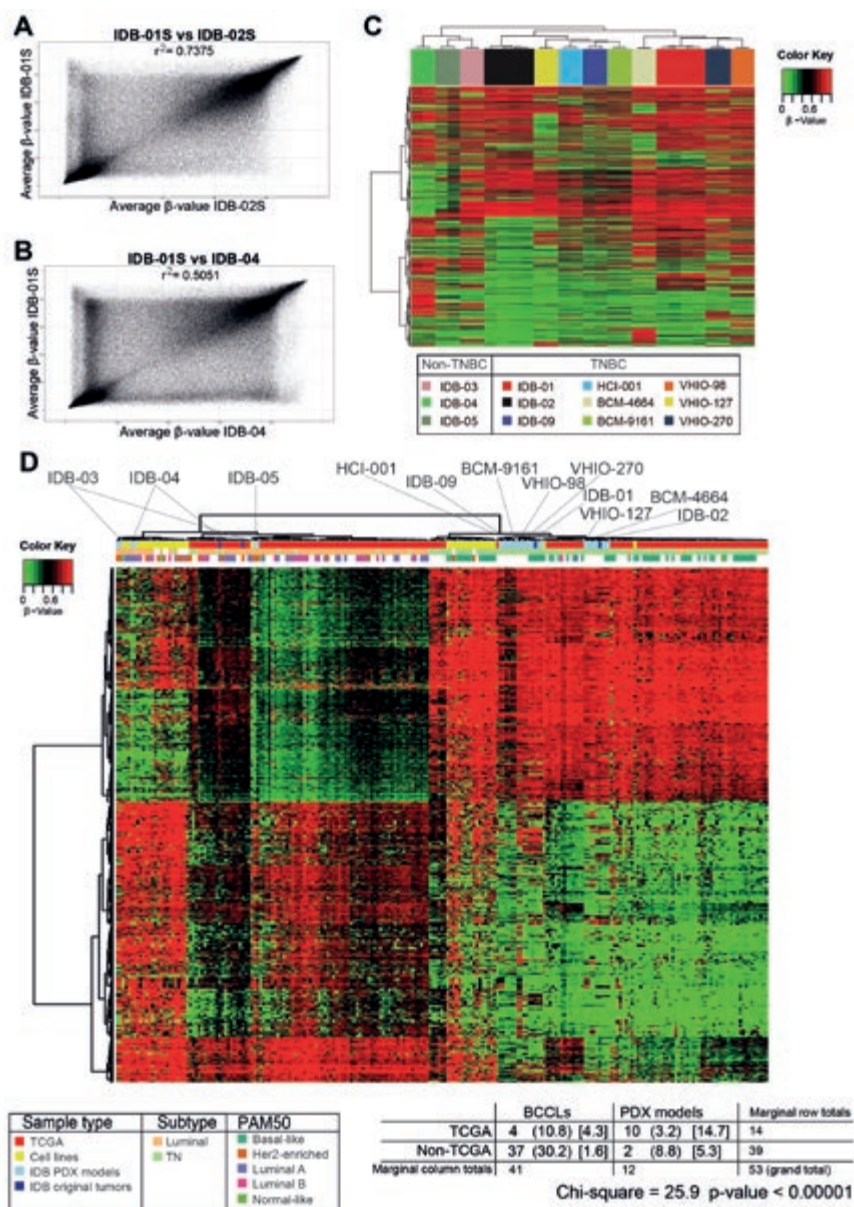 A
IDB-01S vs IDB-02S
r2= 0.7375
Average β-value IDB-01S
Average β-value IDB-02S
B
IDB-01S vs IDB-04
r2= 0.5051
Average β-value IDB-01S
Average β-value IDB-04
C
Color Key
0 0.6
β-Value
Non-TNBC TNBC
IDB-03 IDB-01 HCI-001 VHIO-98
IDB-04 IDB-02 BCM-4664 VHIO-127
IDB-05 IDB-09 BCM-9161 VHIO-270
D
IDB-03
IDB-04
IDB-05
HCI-001
IDB-09
BCM-9161
VHIO-98
VHIO-270
IDB-01
VHIO-127
BCM-4664
IDB-02
Color Key
0 0.6
β-Value
Sample type Subtype PAM50
TCGA Luminal Basal-like
Cell lines TN Her2-enriched
IDB PDX models Luminal A
IDB original tumors Luminal B
Normal-like
BCCLs PDX models Marginal row totals
TCGA 4 (10.8) [4.3] 10 (3.2) [14.7] 14
Non-TCGA 37 (30.2) [1.6] 2 (8.8) [5.3] 39
Marginal column totals 41 12 53 (grand total)
Chi-square = 25.9 p-value < 0.00001